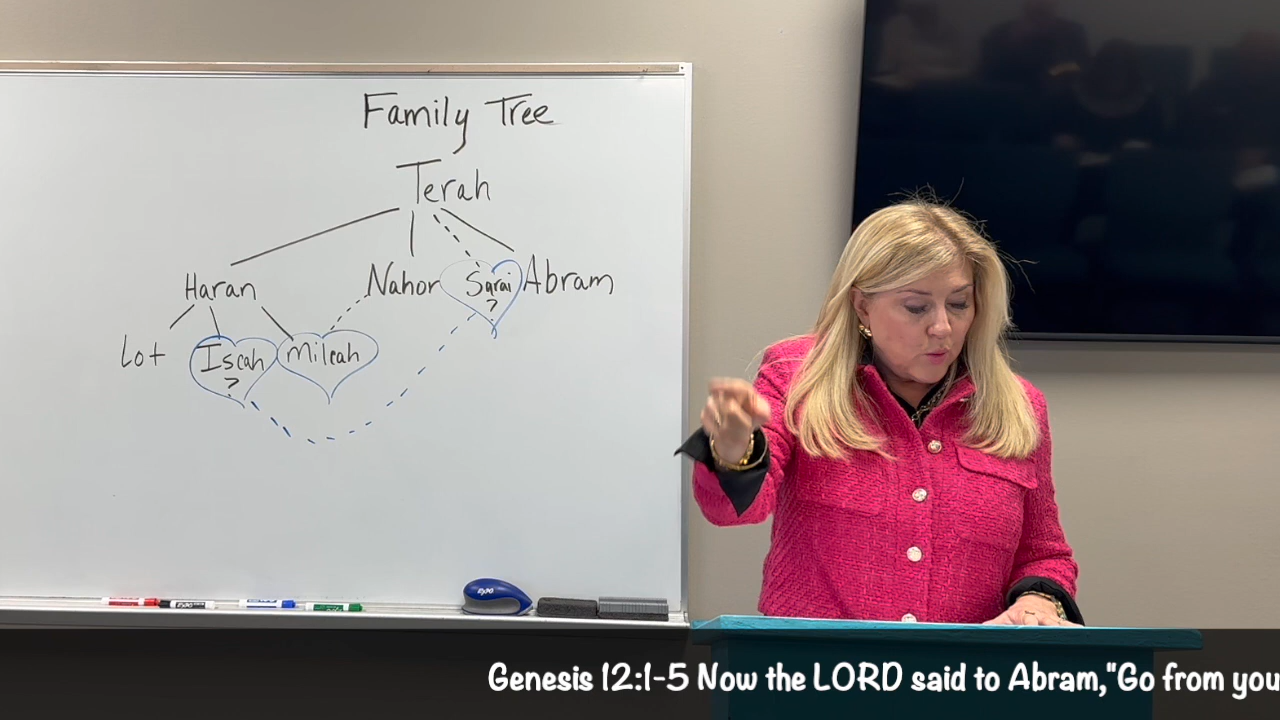 Family Tree
Terah
Haran Nahor Sarai Abram
?
Lot Iscah Milcah
?
EXPO
Genesis 12:1-5 Now the LORD said to Abram,"Go from you